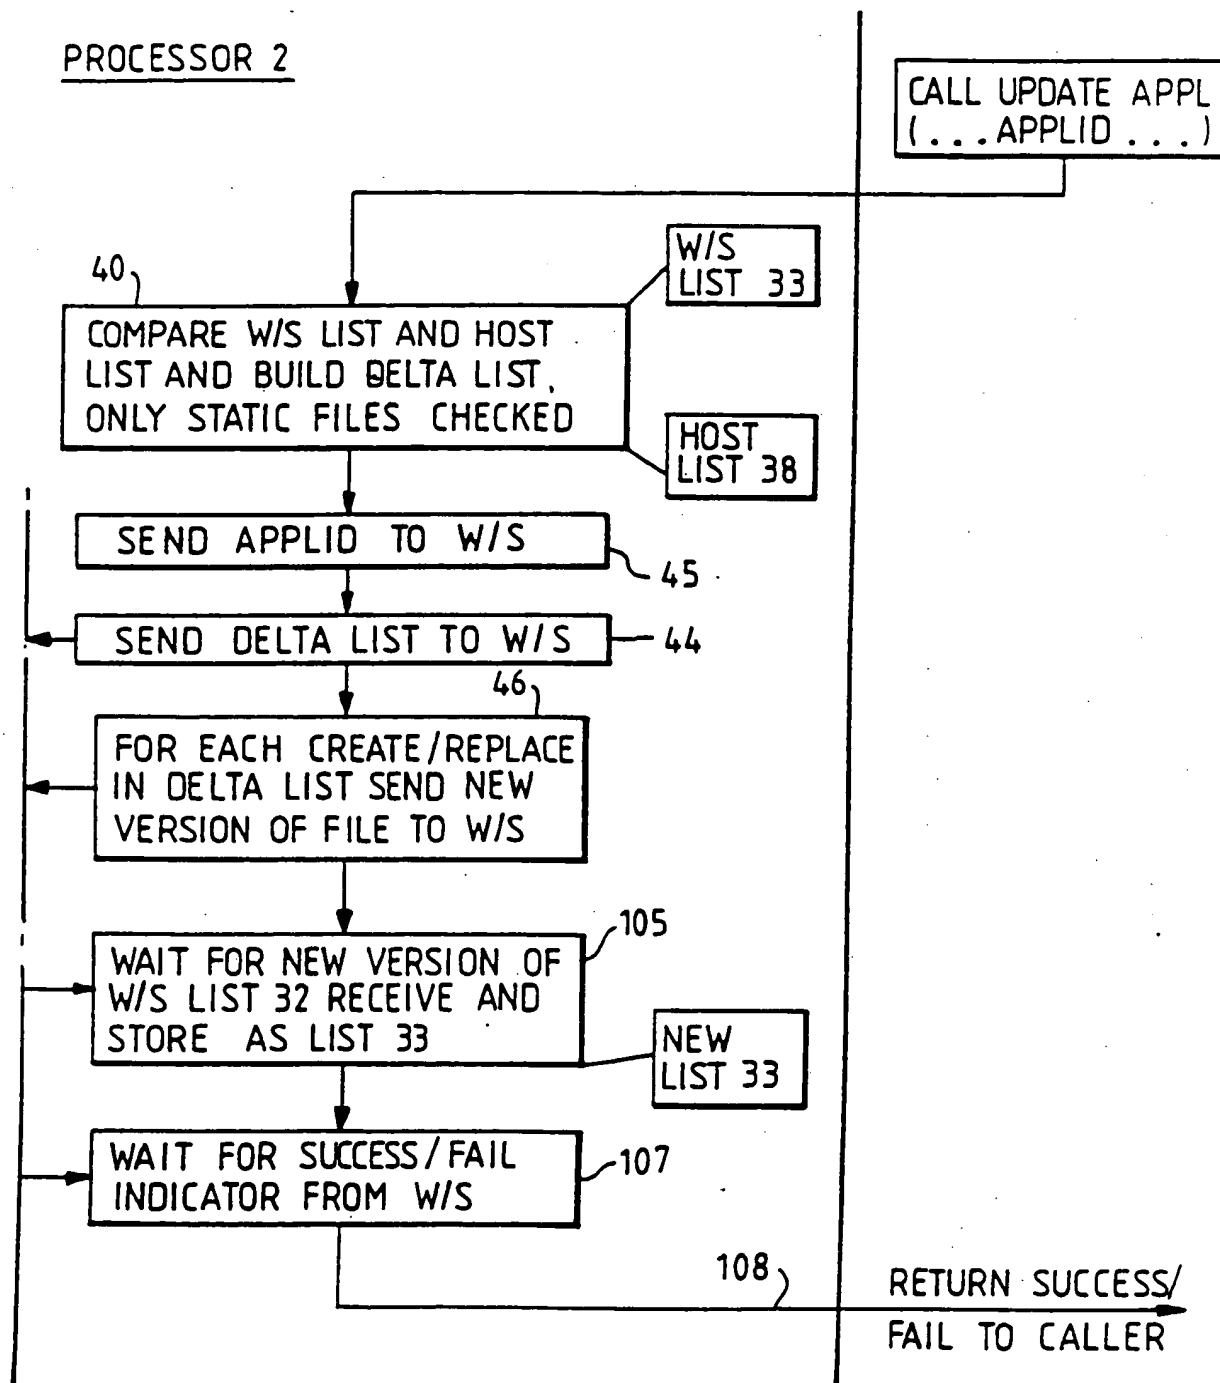 PROCESSOR 2
CALL UPDATE APPL
(...APPLID ...)
W/S
LIST 33
40
COMPARE W/S LIST AND HOST
LIST AND BUILD DELTA LIST,
ONLY STATIC FILES CHECKED
HOST
LIST 38
SEND APPLID TO W/S
45
SEND DELTA LIST TO W/S
44
46
FOR EACH CREATE/REPLACE
IN DELTA LIST SEND NEW
VERSION OF FILE TO W/S
105
WAIT FOR NEW VERSION OF
W/S LIST 32 RECEIVE AND
STORE AS LIST 33
NEW
LIST 33
WAIT FOR SUCCESS/FAIL
INDICATOR FROM W/S
107
108
RETURN SUCCESS/
FAIL TO CALLER